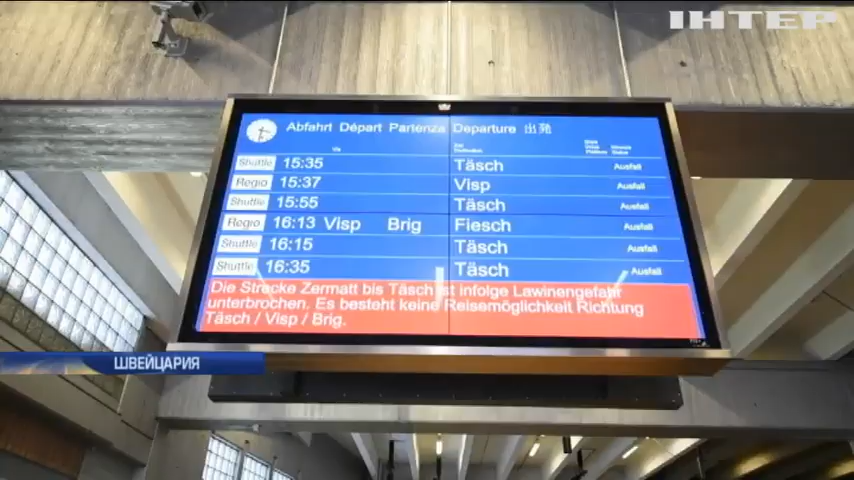 ІНТЕР
Abfahrt Départ Partenza Departure 出発
Via
Shuttle 15:35 Täsch Ausfall
Regio 15:37 Visp Ausfall
Shuttle 15:55 Täsch Ausfall
Regio 16:13 Visp Brig Fiesch Ausfall
Shuttle 16:15 Täsch Ausfall
Shuttle 16:35 Täsch Ausfall
Die Strecke Zermatt bis Täsch ist infolge Lawinengefahr
unterbrochen. Es besteht keine Reisemöglichkeit Richtung
Täsch / Visp / Brig.
ШВЕЙЦАРИЯ